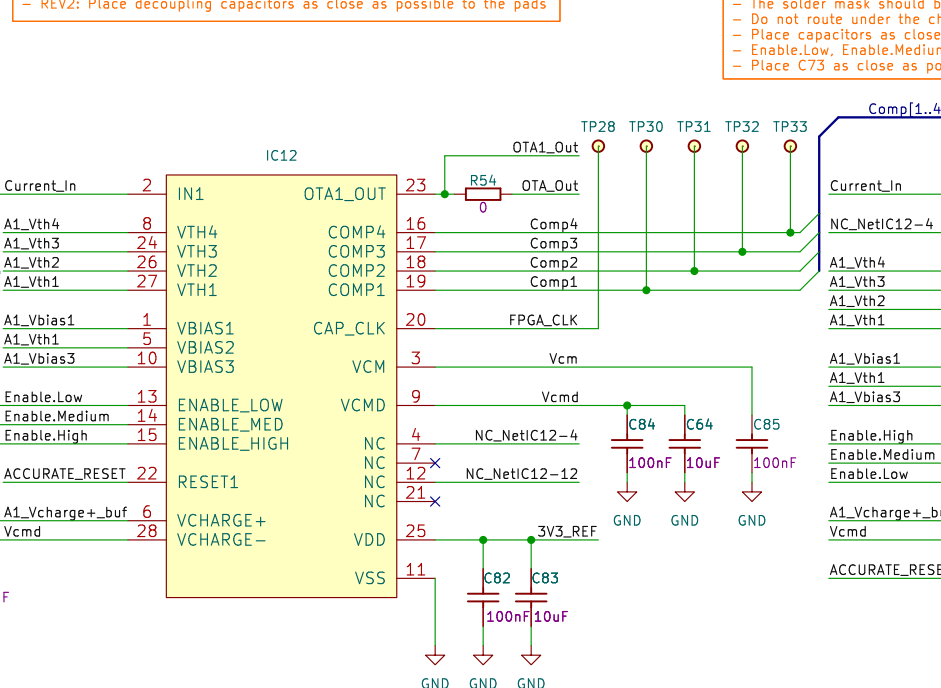 - REV2: Place decoupling capacitors as close as possible to the pads
- The solder mask should b
- Do not route under the ch
- Place capacitors as close
- Enable.Low, Enable.Medium
- Place C73 as close as po
Comp[1..4
TP28 TP30 TP31 TP32 TP33
IC12
OTA1_Out
Current_In 2 IN1 OTA1_OUT 23 R54 OTA_Out Current_In
0
A1_Vth4 8 VTH4 COMP4 16 Comp4 NC_NetIC12-4
A1_Vth3 24 VTH3 COMP3 17 Comp3
A1_Vth2 26 VTH2 COMP2 18 Comp2 A1_Vth4
A1_Vth1 27 VTH1 COMP1 19 Comp1 A1_Vth3
A1_Vth2
A1_Vbias1 1 VBIAS1 CAP_CLK 20 FPGA_CLK A1_Vth1
A1_Vth1 5 VBIAS2
A1_Vbias3 10 VBIAS3 VCM 3 Vcm A1_Vbias1
A1_Vth1
Enable.Low 13 ENABLE_LOW VCMD 9 Vcmd A1_Vbias3
Enable.Medium 14 ENABLE_MED C84 C64 C85
Enable.High 15 ENABLE_HIGH NC 4 NC_NetIC12-4 Enable.High
NC 7 100nF 10uF 100nF Enable.Medium
ACCURATE_RESET 22 RESET1 NC 12 NC_NetIC12-12 Enable.Low
NC 21
A1_Vcharge+_buf 6 VCHARGE+ GND GND GND A1_Vcharge+_bu
Vcmd 28 VCHARGE- VDD 25 3V3_REF Vcmd
VSS 11 C82 C83 ACCURATE_RESE
F
100nF 10uF
GND GND GND